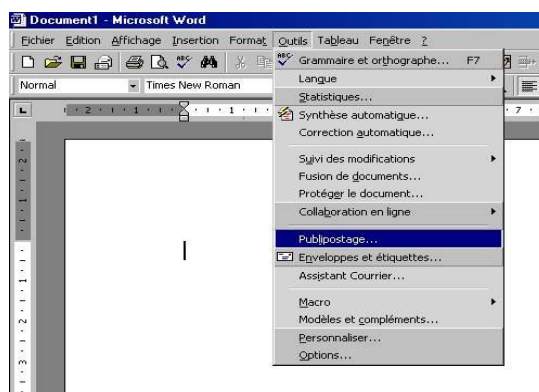 Document1 - Microsoft Word
Fichier Edition Affichage Insertion Format Outils Tableau Fenêtre ?
Grammaire et orthographe... F7
Normal Times New Roman
Langue
Statistiques...
Synthèse automatique...
Correction automatique...
Suivi des modifications
Fusion de documents...
Protéger le document...
Collaboration en ligne
Publipostage...
Enveloppes et étiquettes...
Assistant Courrier...
Macro
Modèles et compléments...
Personnaliser...
Options...